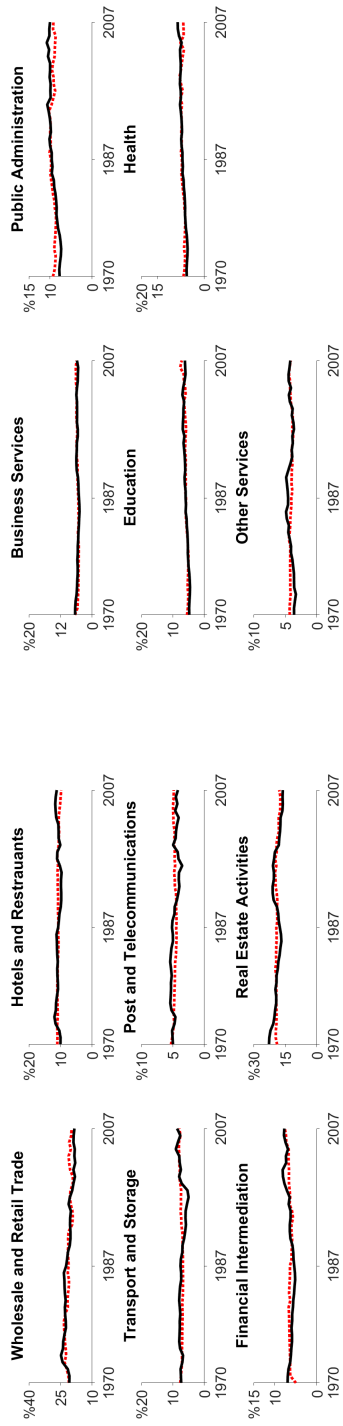 Wholesale and Retail Trade
%40
25
10
1970 1987 2007
Hotels and Restrauants
%20
10
0
1970 1987 2007
Business Services
%20
12
0
1970 1987 2007
Public Administration
%15
10
0
1970 1987 2007
Transport and Storage
%20
10
0
1970 1987 2007
Post and Telecommunications
%10
5
0
1970 1987 2007
Education
%20
10
0
1970 1987 2007
Health
%20
%15
0
1970 1987 2007
Financial Intermediation
%15
10
0
1970 1987 2007
Real Estate Activities
%30
15
0
1970 1987 2007
Other Services
%10
5
0
1970 1987 2007